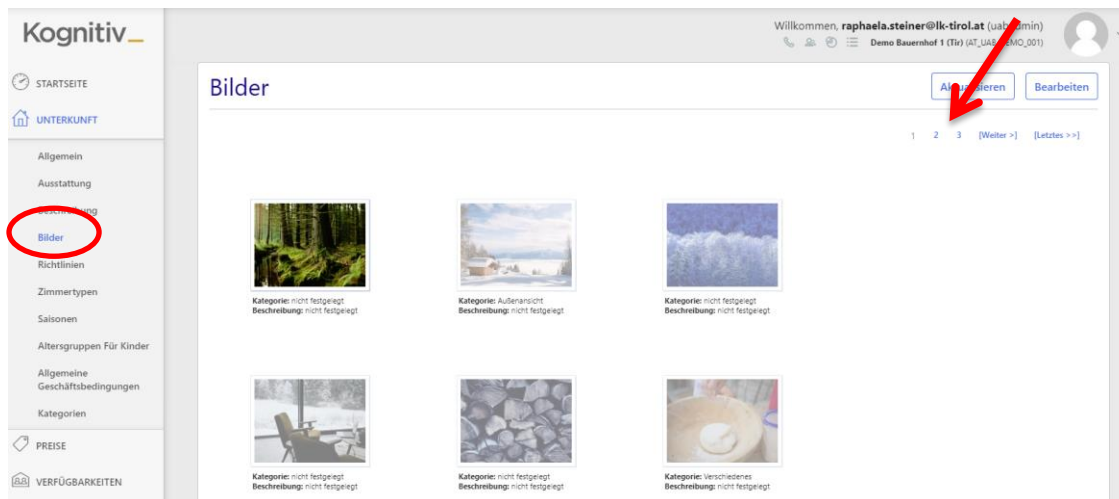 Kognitiv
Willkommen, raphaela.steiner@lk-tirol.at
Demo Bauernhof 1 (Tir)
STARTSEITE
UNTERKUNFT
Allgemein
Ausstattung
Beschreibung
Bilder
Richtlinien
Zimmertypen
Saisonen
Altersgruppen Für Kinder
Allgemeine
Geschäftsbedingungen
Kategorien
PREISE
VERFÜGBARKEITEN
Bilder
Aktualisieren
Bearbeiten
1 2 3 [Weiter >] [Letztes >>]
Kategorie: nicht festgelegt
Beschreibung: nicht festgelegt
Kategorie: Außenansicht
Beschreibung: nicht festgelegt
Kategorie: nicht festgelegt
Beschreibung: nicht festgelegt
Kategorie: nicht festgelegt
Beschreibung: nicht festgelegt
Kategorie: nicht festgelegt
Beschreibung: nicht festgelegt
Kategorie: Verschiedenes
Beschreibung: nicht festgelegt